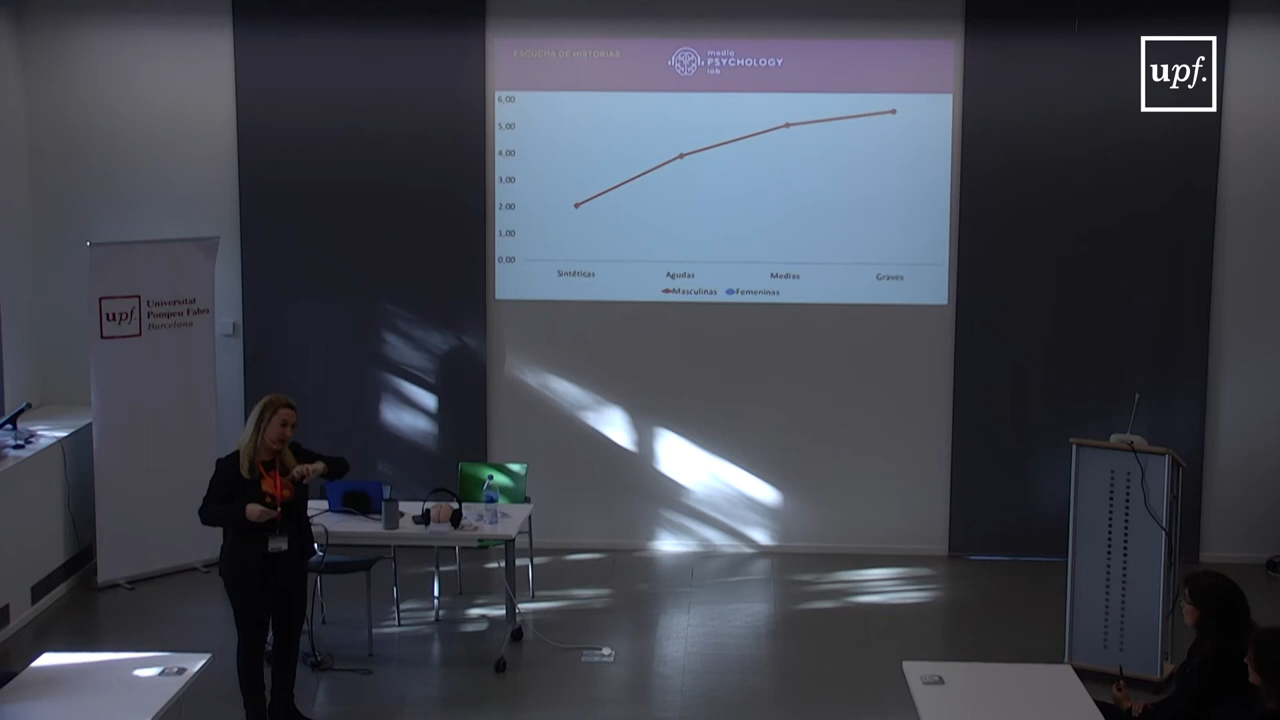 ESCUCHA DE HISTORIAS
media
PSYCHOLOGY
lab
upf.
6,00
5,00
4,00
3,00
2,00
1,00
0,00
Sintéticas Agudas Medias Graves
Masculinas Femeninas
upf.
Universitat
Pompeu Fabra
Barcelona